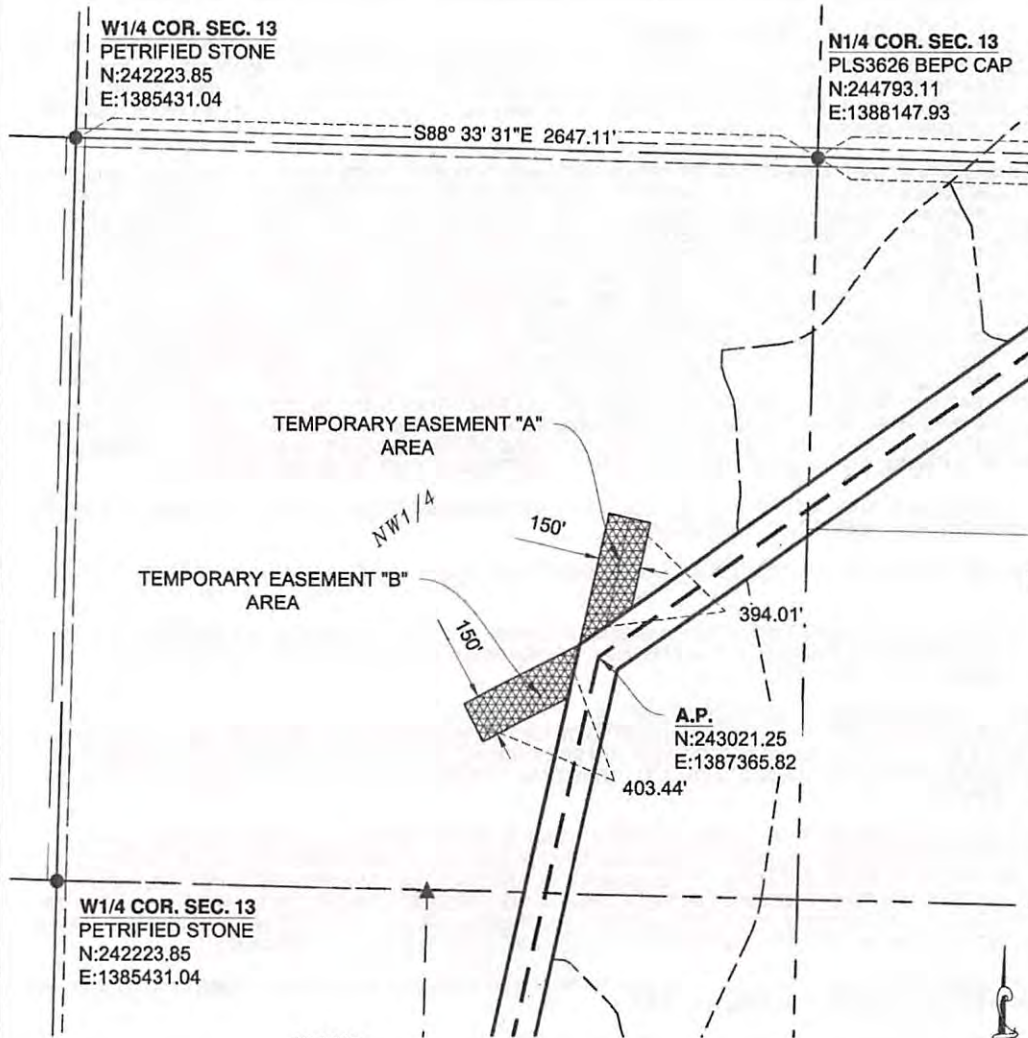 W1/4 COR. SEC. 13
PETRIFIED STONE
N:242223.85
E:1385431.04
N1/4 COR. SEC. 13
PLS3626 BEPC CAP
N:244793.11
E:1388147.93
S88° 33' 31"E 2647.11'
TEMPORARY EASEMENT "A"
AREA
NW1/4
150'
TEMPORARY EASEMENT "B"
AREA
150'
394.01'
A.P.
N:243021.25
E:1387365.82
403.44'
W1/4 COR. SEC. 13
PETRIFIED STONE
N:242223.85
E:1385431.04